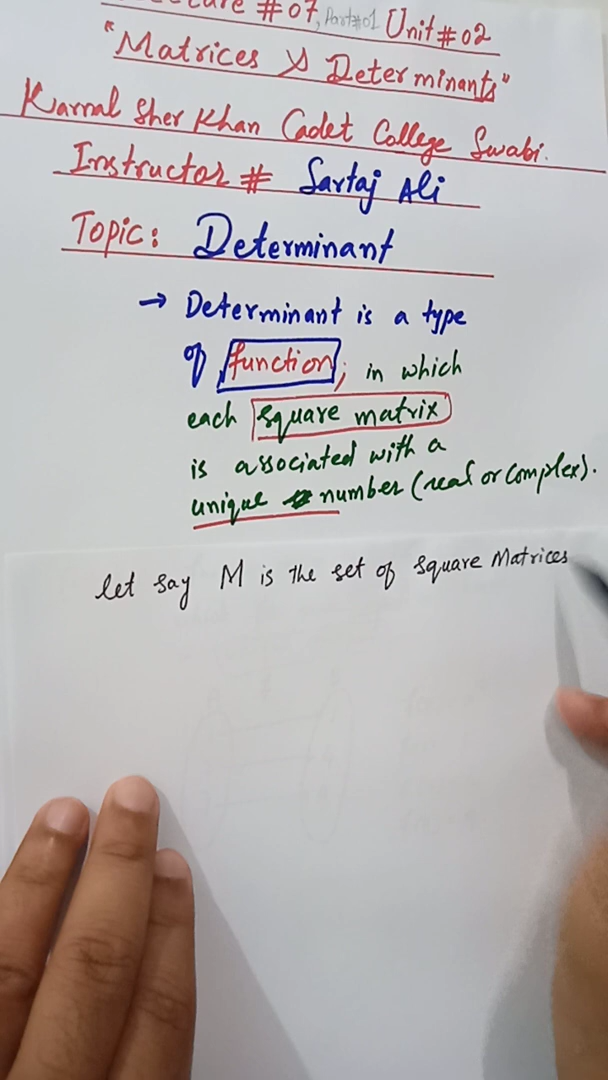 Lecture #07, Part#01 Unit#02
"Matrices & Determinants"
Karnal Sher Khan Cadet College Swabi.
Instructor # Sartaj Ali
Topic: Determinant
→ Determinant is a type
of function; in which
each square matrix
is associated with a
unique number (real or complex).
let say M is the set of square Matrices